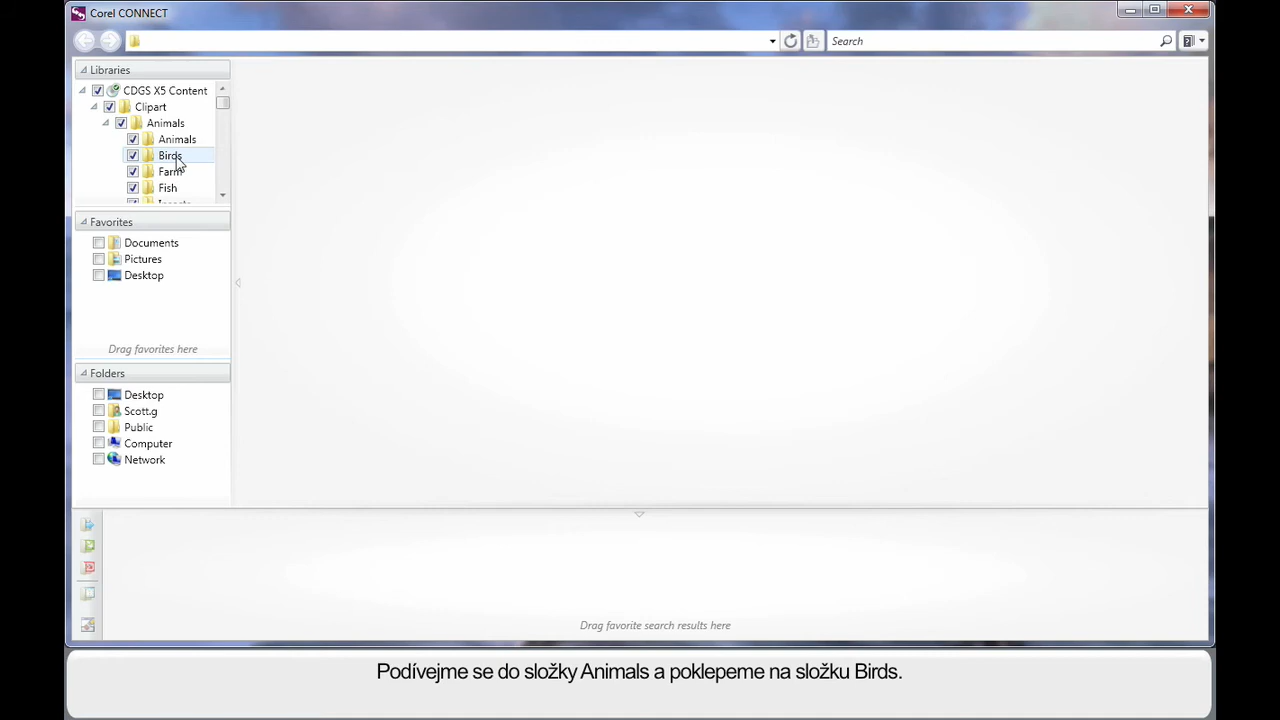 Corel CONNECT
Search
Libraries
CDGS X5 Content
Clipart
Animals
Animals
Birds
Farm
Fish
Favorites
Documents
Pictures
Desktop
Drag favorites here
Folders
Desktop
Scott.g
Public
Computer
Network
Drag favorite search results here
Podívejme se do složky Animals a poklepeme na složku Birds.